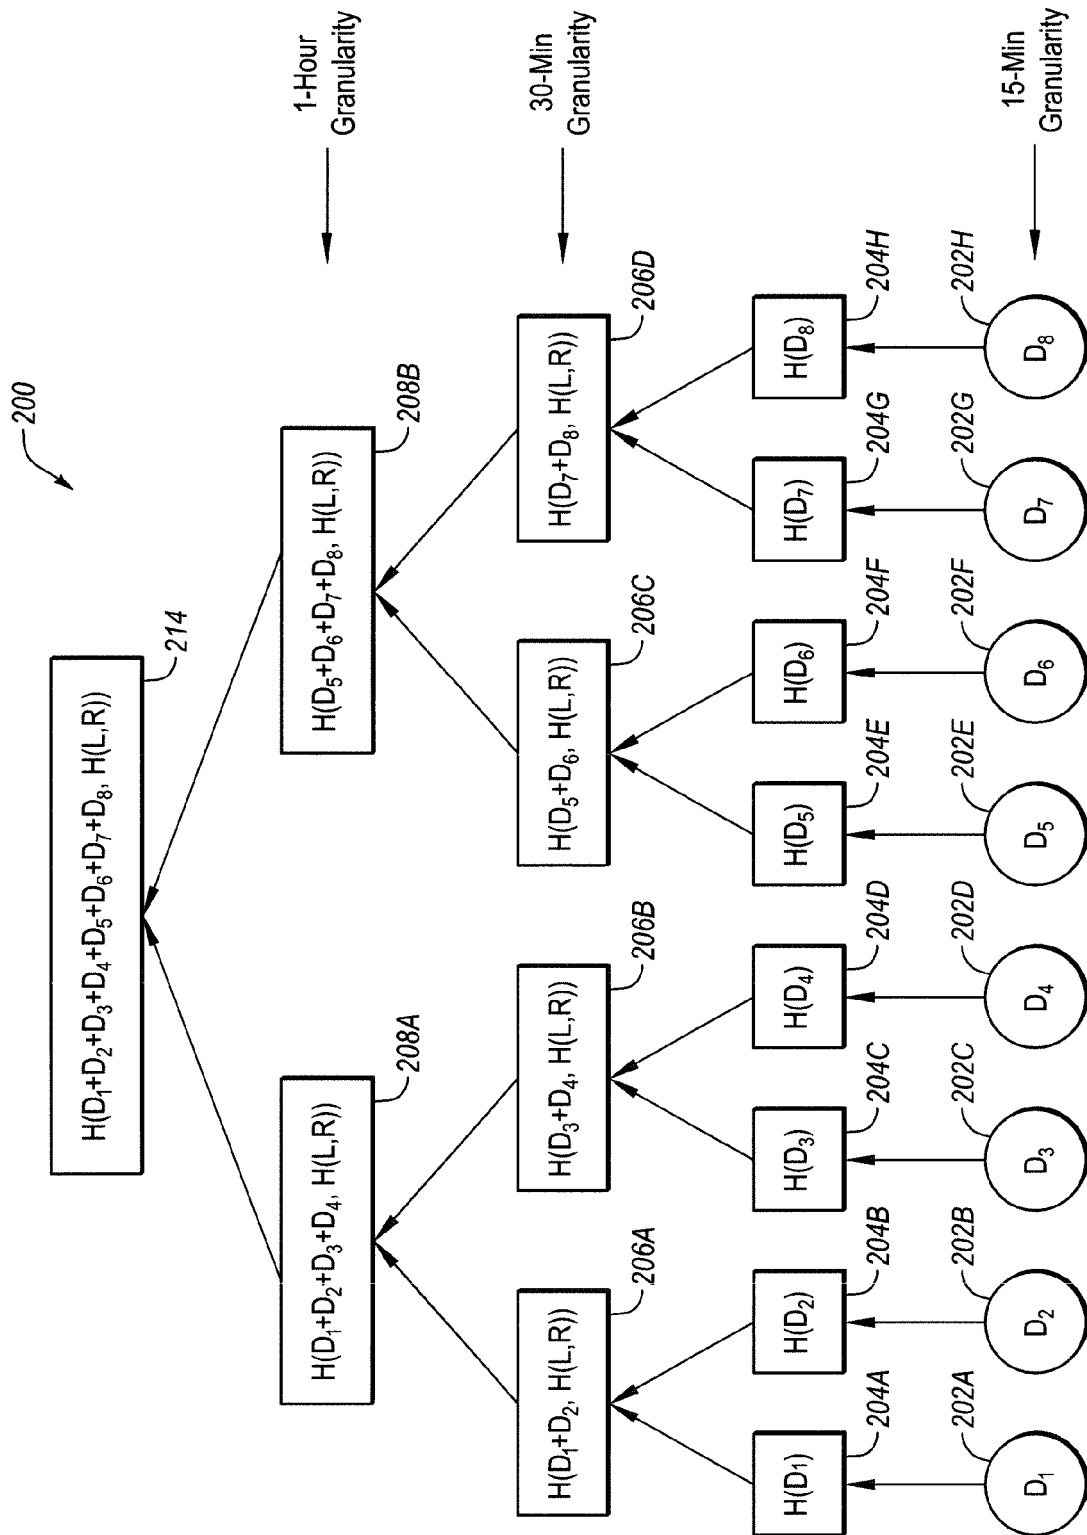 200
H(D₁+D₂+D₃+D₄+D₅+D₆+D₇+D₈, H(L,R))
214
H(D₁+D₂+D₃+D₄, H(L,R))
208A
H(D₅+D₆+D₇+D₈, H(L,R))
208B
1-Hour
Granularity
H(D₁+D₂, H(L,R))
206A
H(D₃+D₄, H(L,R))
206B
H(D₅+D₆, H(L,R))
206C
H(D₇+D₈, H(L,R))
206D
30-Min
Granularity
H(D₁)
204A
H(D₂)
204B
H(D₃)
204C
H(D₄)
204D
H(D₅)
204E
H(D₆)
204F
H(D₇)
204G
H(D₈)
204H
D₁
202A
D₂
202B
D₃
202C
D₄
202D
D₅
202E
D₆
202F
D₇
202G
D₈
202H
15-Min
Granularity